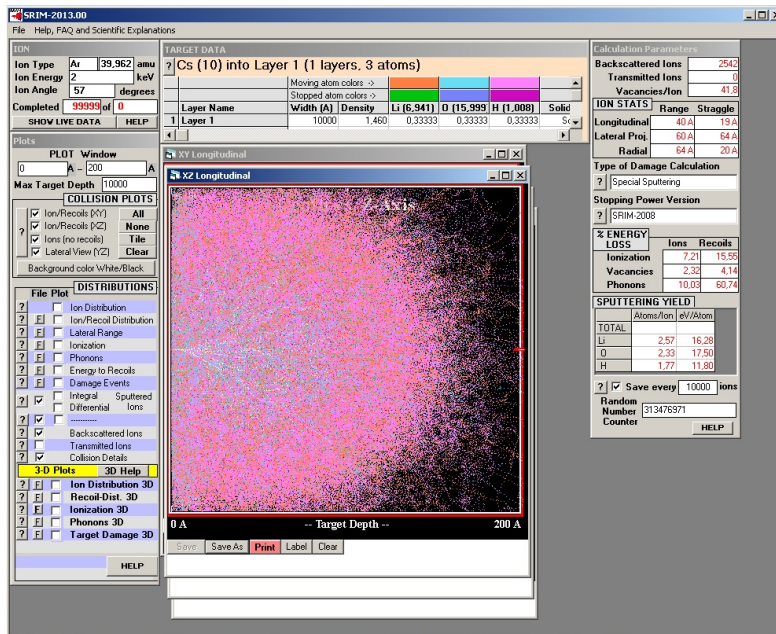 SRIM-2013.00
File Help, FAQ and Scientific Explanations
ION
Ion Type Ar 39,962 amu
Ion Energy 2 keV
Ion Angle 57 degrees
Completed 99999 of 0
SHOW LIVE DATA HELP
TARGET DATA
? Cs (10) into Layer 1 (1 layers, 3 atoms)
Moving atom colors ->
Stopped atom colors ->
Layer Name Width (A) Density Li (6,941) O (15,999 H (1,008) Solid
1 Layer 1 10000 1,460 0,33333 0,33333 0,33333
Calculation Parameters
Backscattered Ions 2542
Transmitted Ions 0
Vacancies/Ion 41,8
ION STATS Range Straggle
Longitudinal 40 A 19 A
Lateral Proj. 60 A 64 A
Radial 64 A 20 A
Type of Damage Calculation
? Special Sputtering
Stopping Power Version
? SRIM-2008
% ENERGY LOSS Ions Recoils
Ionization 7,21 15,55
Vacancies 2,32 4,14
Phonons 10,03 60,74
SPUTTERING YIELD
Atoms/Ion eV/Atom
TOTAL
Li 2,57 16,28
O 2,33 17,50
H 1,77 11,80
? Save every 10000 ions
Random Number Counter 313476971
HELP
Plots
PLOT Window
0 A - 200 A
Max Target Depth 10000
COLLISION PLOTS
?
Ion/Recoils (XY) All
Ion/Recoils (XZ) None
Ions (no recoils) Tile
Lateral View (YZ) Clear
Background color White/Black
DISTRIBUTIONS
File Plot
? Ion Distribution
? F Ion/Recoil Distribution
? F Lateral Range
? F Ionization
? F Phonons
? F Energy to Recoils
? F Damage Events
? Integral Sputtered
Differential Ions
? -----------
? Backscattered Ions
? Transmitted Ions
? Collision Details
3-D Plots 3D Help
? F Ion Distribution 3D
? F Recoil-Dist. 3D
? F Ionization 3D
? F Phonons 3D
? F Target Damage 3D
HELP
XY Longitudinal
XZ Longitudinal
Z Axis
0 A -- Target Depth -- 200 A
Save Save As Print Label Clear